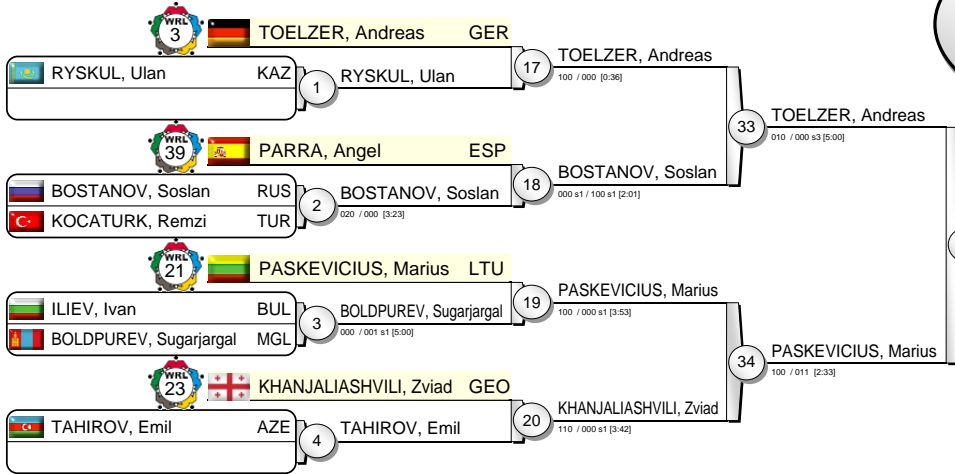 WRL 3 TOELZER, Andreas GER
RYSKUL, Ulan KAZ
1 RYSKUL, Ulan
17 TOELZER, Andreas
100 / 000 [0:36]
WRL 39 PARRA, Angel ESP
BOSTANOV, Soslan RUS
KOCATURK, Remzi TUR
2 BOSTANOV, Soslan
020 / 000 [3:23]
18 BOSTANOV, Soslan
000 s1 / 100 s1 [2:01]
33 TOELZER, Andreas
010 / 000 s3 [5:00]
WRL 21 PASKEVICIUS, Marius LTU
ILIEV, Ivan BUL
BOLDPUREV, Sugarjargal MGL
3 BOLDPUREV, Sugarjargal
000 / 001 s1 [5:00]
19 PASKEVICIUS, Marius
100 / 000 s1 [3:53]
WRL 23 KHANJALIASHVILI, Zviad GEO
TAHIROV, Emil AZE
4 TAHIROV, Emil
20 KHANJALIASHVILI, Zviad
110 / 000 s1 [3:42]
34 PASKEVICIUS, Marius
100 / 011 [2:33]